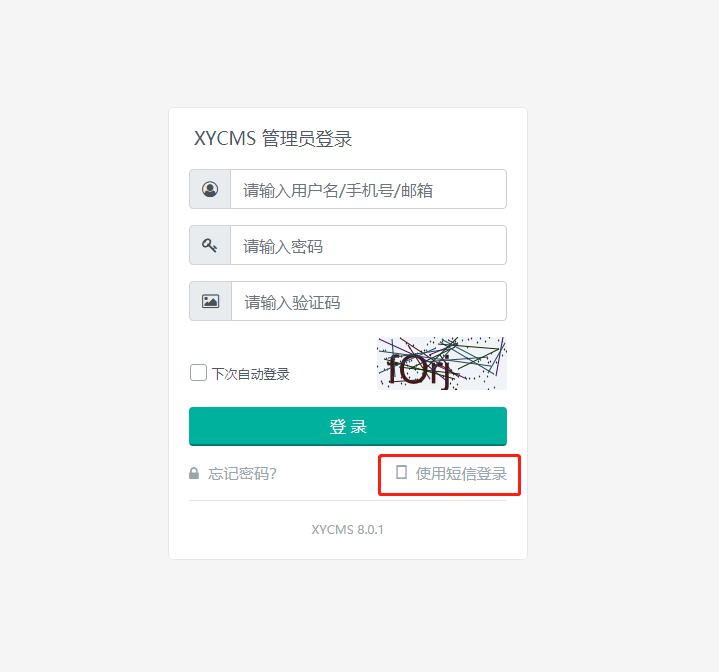 XYCMS 管理员登录
请输入用户名/手机号/邮箱
请输入密码
请输入验证码
下次自动登录
登 录
忘记密码?
使用短信登录
XYCMS 8.0.1